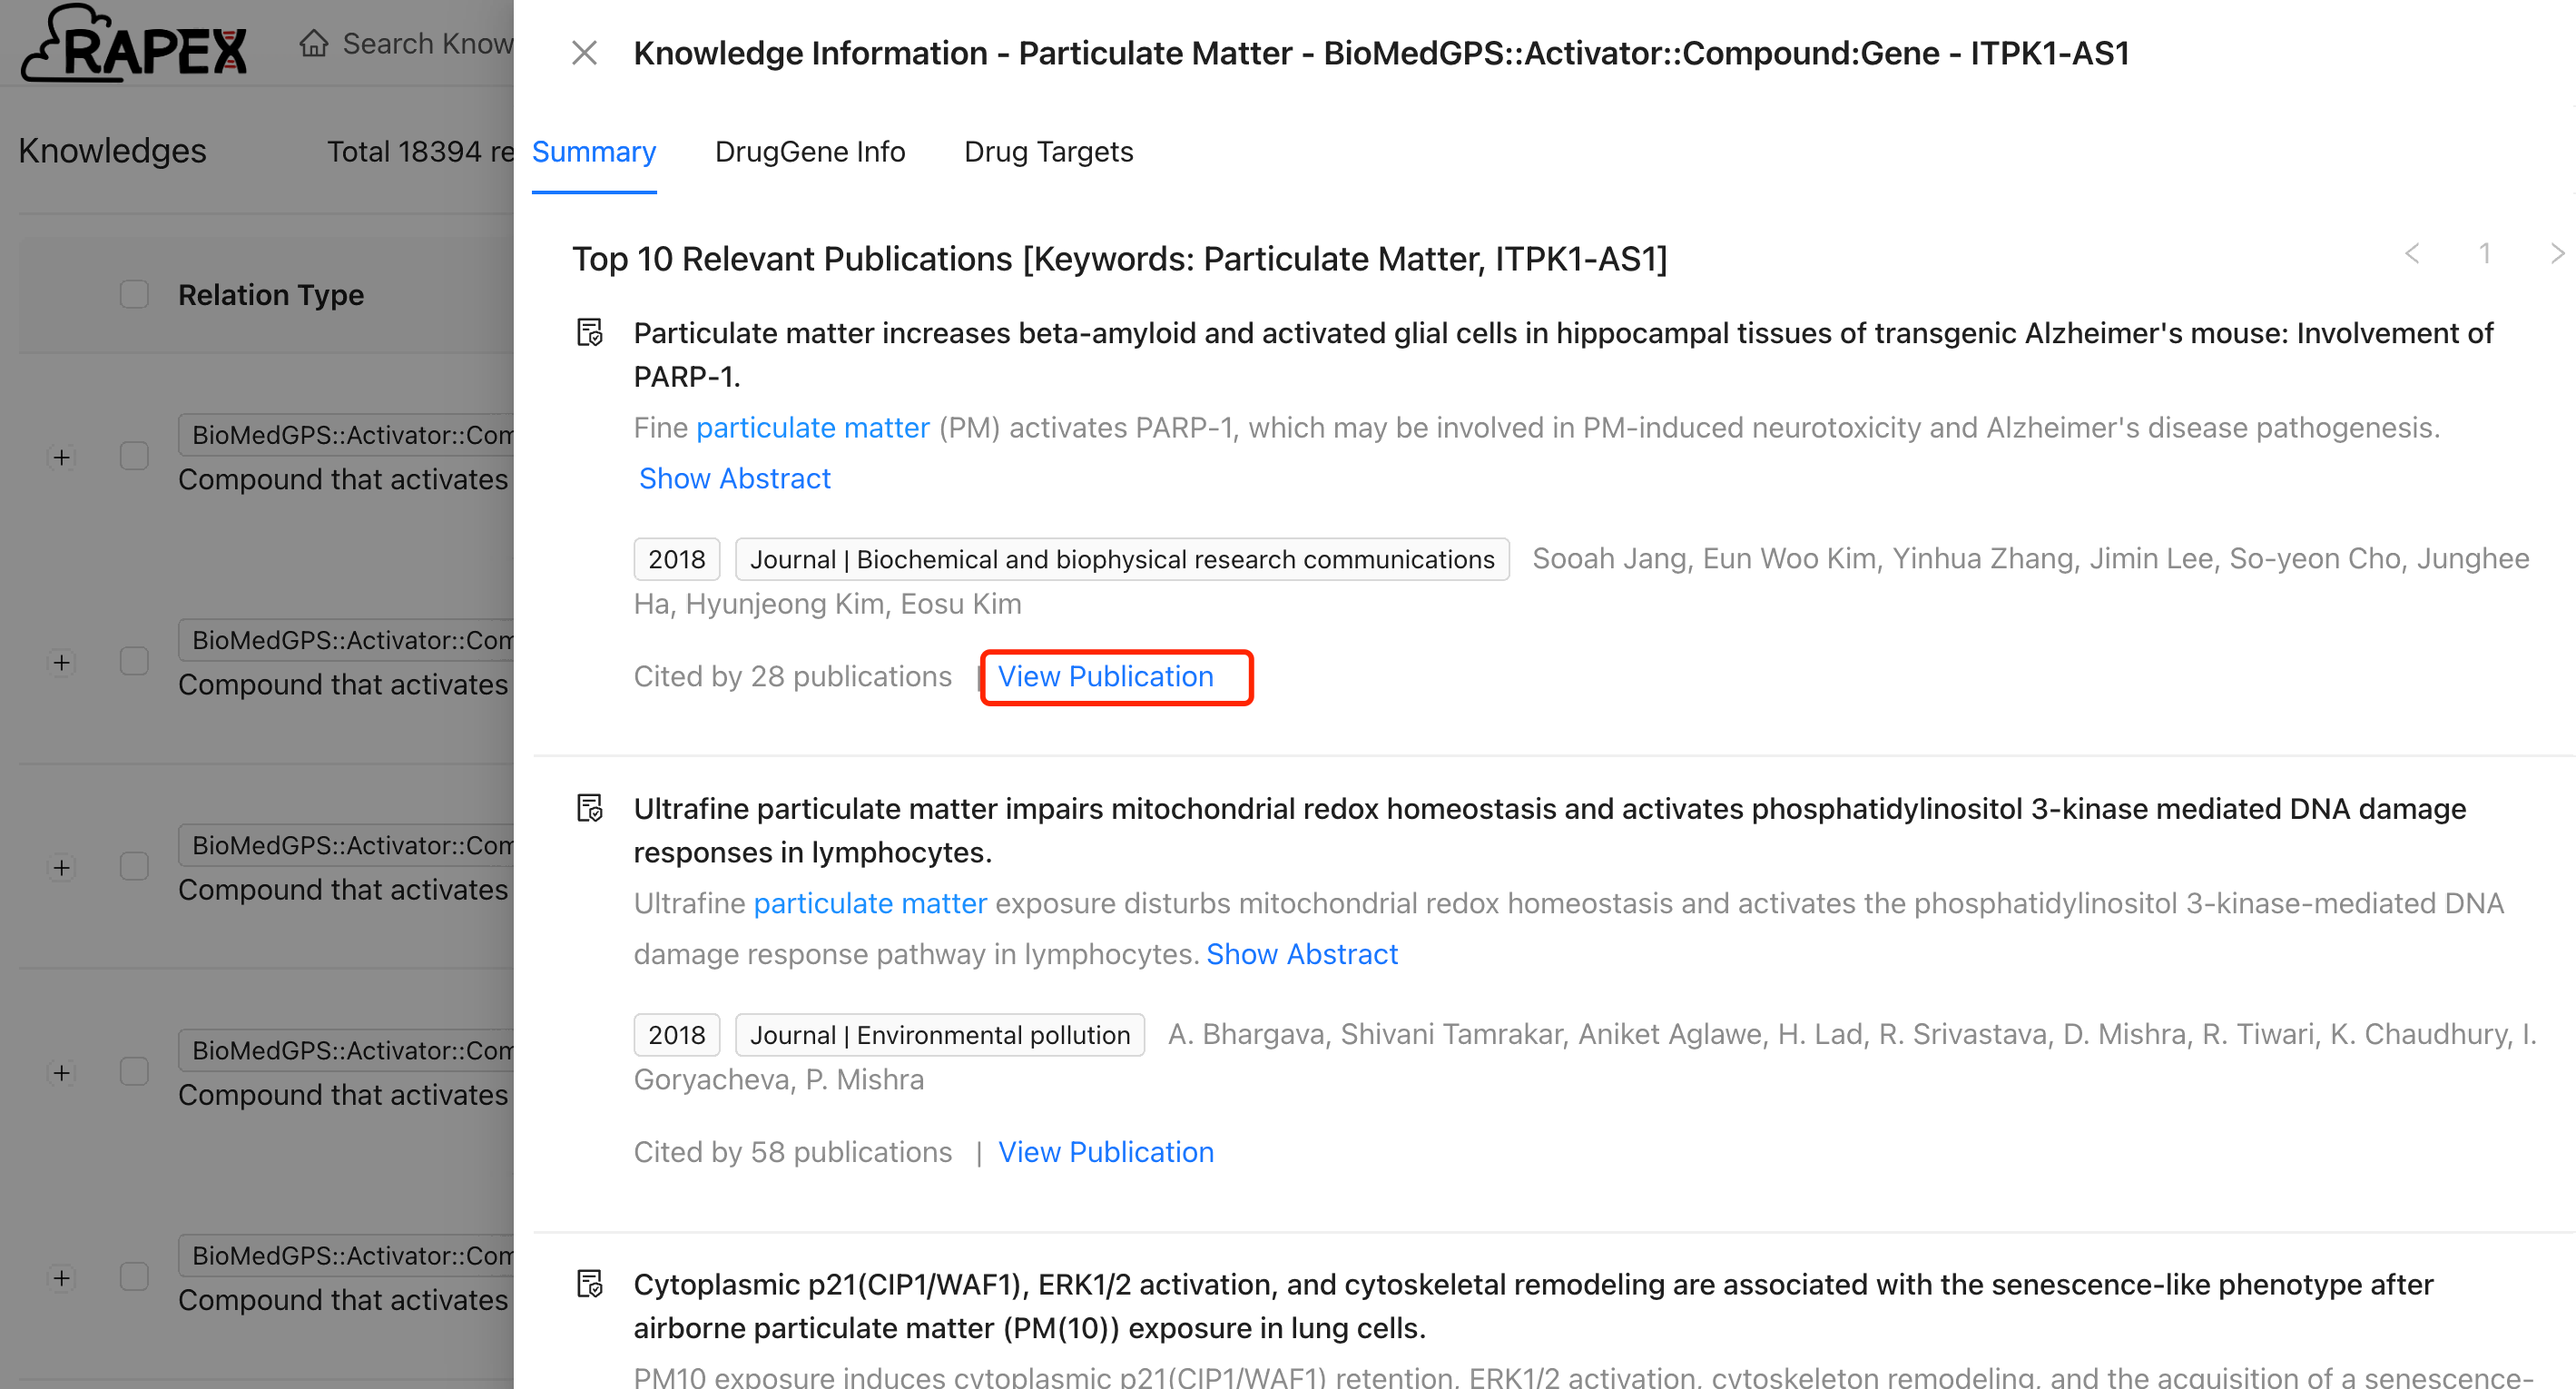 RAPEX
Search Know
Knowledges
Total 18394 re
Relation Type
BioMedGPS::Activator::Com
Compound that activates
BioMedGPS::Activator::Com
Compound that activates
BioMedGPS::Activator::Com
Compound that activates
BioMedGPS::Activator::Com
Compound that activates
BioMedGPS::Activator::Com
Compound that activates
Knowledge Information - Particulate Matter - BioMedGPS::Activator::Compound:Gene - ITPK1-AS1
Summary
DrugGene Info
Drug Targets
Top 10 Relevant Publications [Keywords: Particulate Matter, ITPK1-AS1]
< 1 >
Particulate matter increases beta-amyloid and activated glial cells in hippocampal tissues of transgenic Alzheimer's mouse: Involvement of
PARP-1.
Fine particulate matter (PM) activates PARP-1, which may be involved in PM-induced neurotoxicity and Alzheimer's disease pathogenesis.
Show Abstract
2018 Journal | Biochemical and biophysical research communications Sooah Jang, Eun Woo Kim, Yinhua Zhang, Jimin Lee, So-yeon Cho, Junghee
Ha, Hyunjeong Kim, Eosu Kim
Cited by 28 publications | View Publication
Ultrafine particulate matter impairs mitochondrial redox homeostasis and activates phosphatidylinositol 3-kinase mediated DNA damage
responses in lymphocytes.
Ultrafine particulate matter exposure disturbs mitochondrial redox homeostasis and activates the phosphatidylinositol 3-kinase-mediated DNA
damage response pathway in lymphocytes. Show Abstract
2018 Journal | Environmental pollution A. Bhargava, Shivani Tamrakar, Aniket Aglawe, H. Lad, R. Srivastava, D. Mishra, R. Tiwari, K. Chaudhury, I.
Goryacheva, P. Mishra
Cited by 58 publications | View Publication
Cytoplasmic p21(CIP1/WAF1), ERK1/2 activation, and cytoskeletal remodeling are associated with the senescence-like phenotype after
airborne particulate matter (PM(10)) exposure in lung cells.
PM10 exposure induces cytoplasmic p21(CIP1/WAF1) retention, ERK1/2 activation, cytoskeleton remodeling, and the acquisition of a senescence-